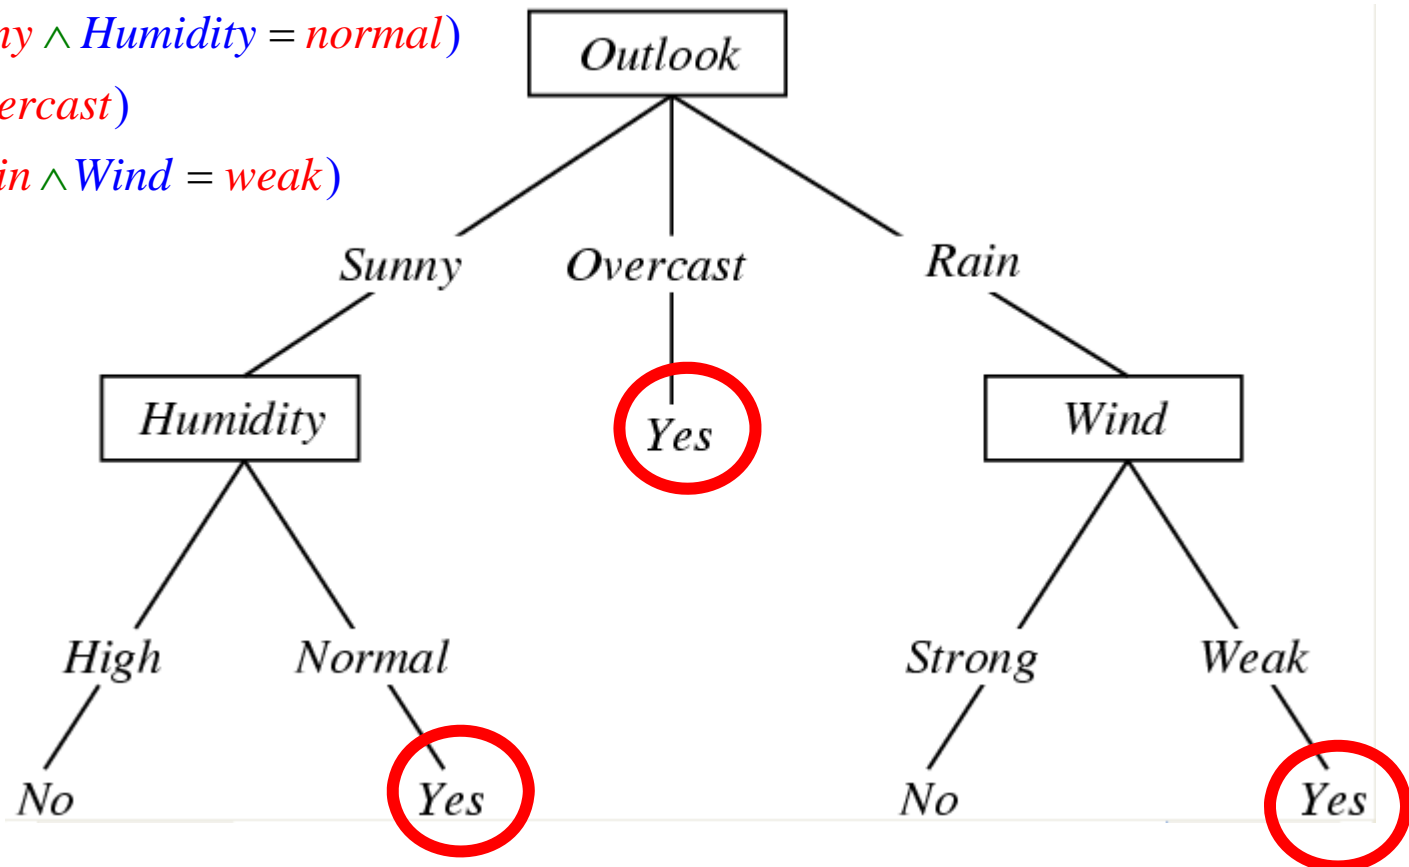 ny ∧ Humidity = normal)
ercast)
in ∧ Wind = weak)
Outlook
Sunny Overcast Rain
Humidity Yes Wind
High Normal Strong Weak
No Yes No Yes